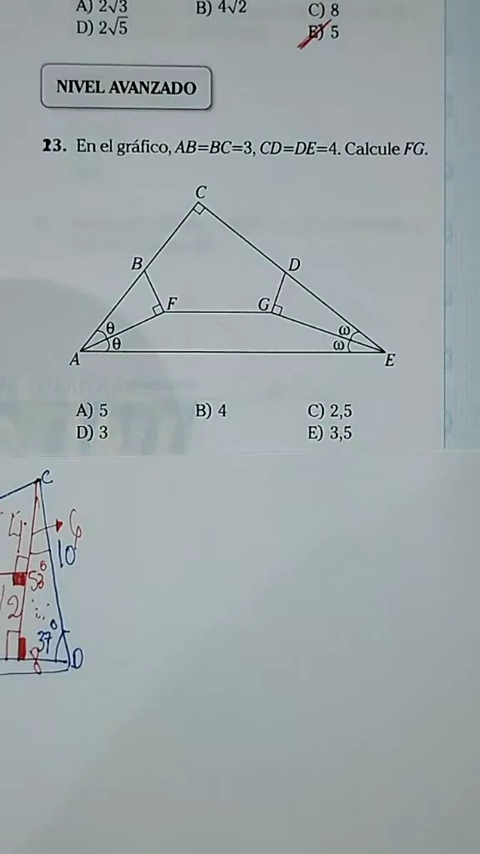 A) 2√3 B) 4√2 C) 8
D) 2√5 E) 5
NIVEL AVANZADO
23. En el gráfico, AB=BC=3, CD=DE=4. Calcule FG.
C
B D
F G
θ ω
θ ω
A E
A) 5 B) 4 C) 2,5
D) 3 E) 3,5
C
6
10
53°
12
37°
8 D